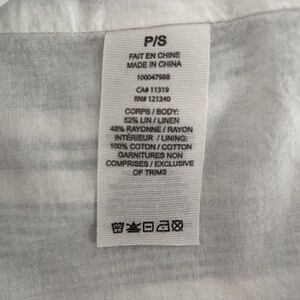 P/S
FAIT EN CHINE
MADE IN CHINA
100047988
CA# 11319
RN# 121340
CORPS / BODY:
52% LIN / LINEN
48% RAYONNE / RAYON
INTÉRIEUR / LINING:
100% COTON / COTTON
GARNITURES NON
COMPRISES / EXCLUSIVE
OF TRIMS